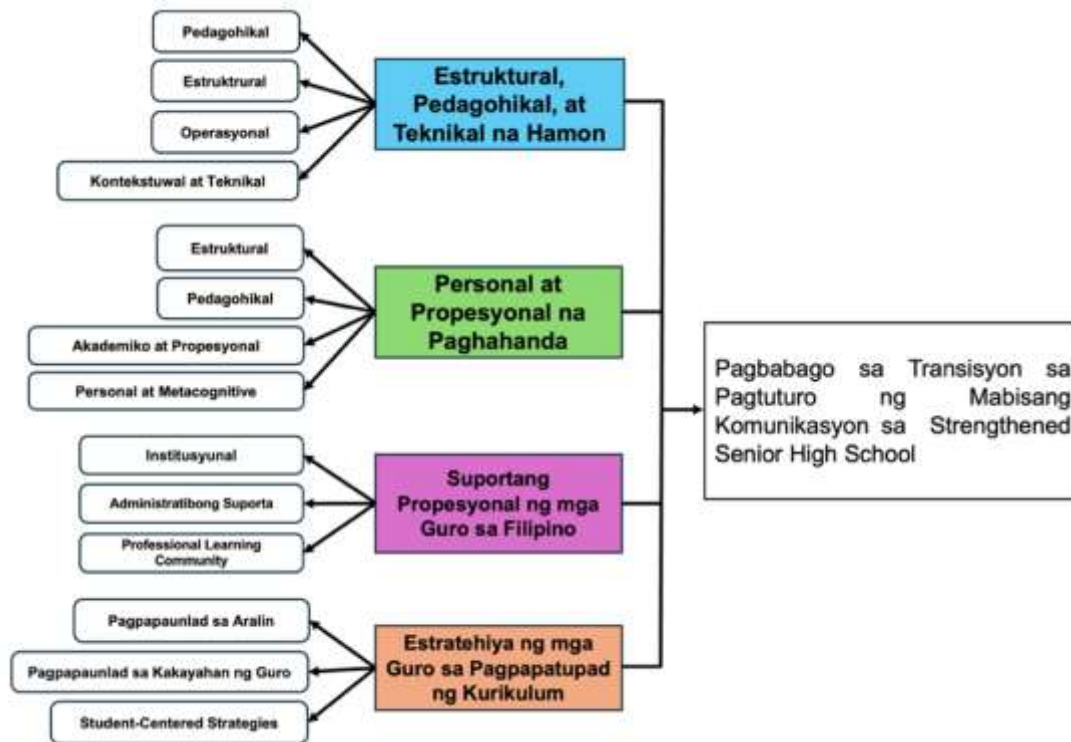 Pedagohikal
Estruktrural
Operasyonal
Kontekstuwal at Teknikal
Estruktural,
Pedagohikal, at
Teknikal na Hamon
Estruktural
Pedagohikal
Akademiko at Propesyonal
Personal at Metacognitive
Personal at
Propesyonal na
Paghahanda
Institusyunal
Administratibong Suporta
Professional Learning
Community
Suportang
Propesyonal ng mga
Guro sa Filipino
Pagpapaunlad sa Aralin
Pagpapaunlad sa Kakayahan ng Guro
Student-Centered Strategies
Estratehiya ng mga
Guro sa Pagpapatupad
ng Kurikulum
Pagbabago sa Transisyon sa
Pagtuturo ng Mabisang
Komunikasyon sa Strengthened
Senior High School